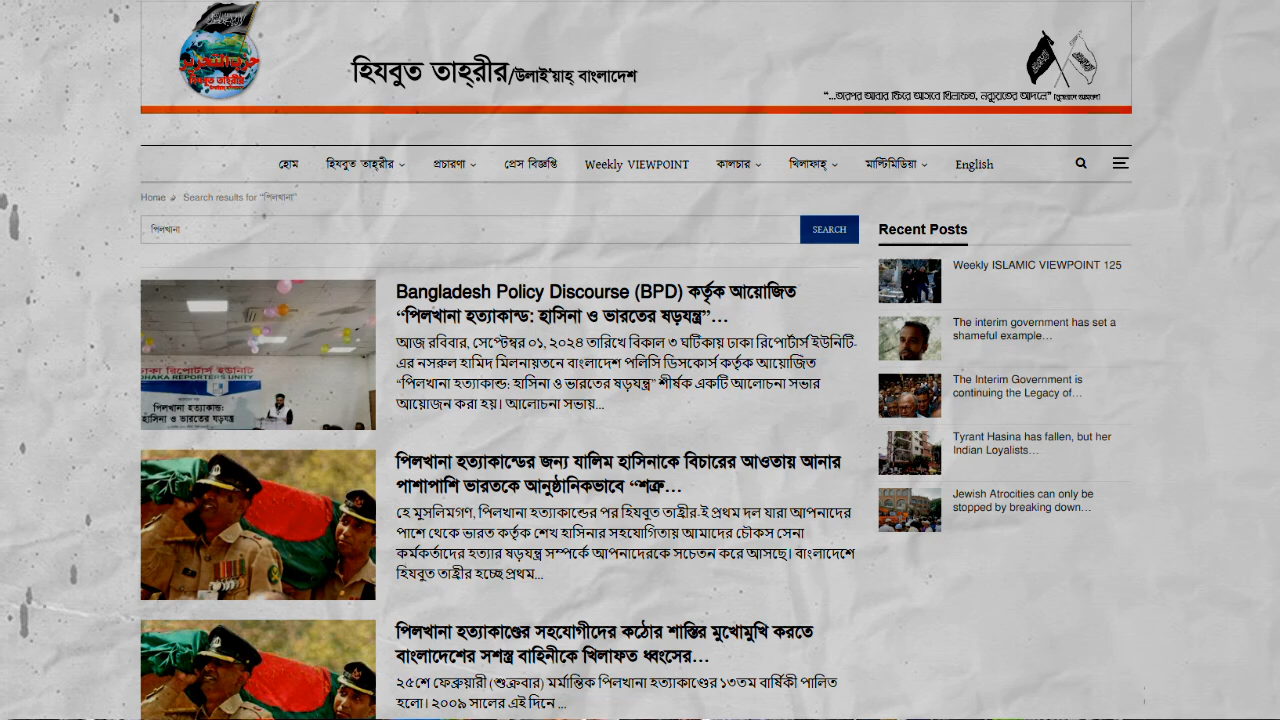 হিযবুত তাহ্‌রীর/উলাই'য়াহ্ বাংলাদেশ
“...তারপর আবার ফিরে আসবে খিলাফত, নবুয়্যতের আদলে”
হোম হিযবুত তাহ্‌রীর প্রচারণা প্রেস বিজ্ঞপ্তি Weekly VIEWPOINT কালচার খিলাফাহ্ মাল্টিমিডিয়া English
Home Search results for “পিলখানা”
পিলখানা SEARCH
Bangladesh Policy Discourse (BPD) কর্তৃক আয়োজিত
“পিলখানা হত্যাকান্ড: হাসিনা ও ভারতের ষড়যন্ত্র”...
আজ রবিবার, সেপ্টেম্বর ০১, ২০২৪ তারিখে বিকাল ৩ ঘটিকায় ঢাকা রিপোর্টার্স ইউনিটি-
এর নসরুল হামিদ মিলনায়তনে বাংলাদেশ পলিসি ডিসকোর্স কর্তৃক আয়োজিত
“পিলখানা হত্যাকান্ড: হাসিনা ও ভারতের ষড়যন্ত্র” শীর্ষক একটি আলোচনা সভার
আয়োজন করা হয়। আলোচনা সভায়...
ঢাকা রিপোর্টার্স ইউনিটি
DHAKA REPORTERS UNITY
পিলখানা হত্যাকান্ড:
হাসিনা ও ভারতের ষড়যন্ত্র
পিলখানা হত্যাকান্ডের জন্য যালিম হাসিনাকে বিচারের আওতায় আনার
পাশাপাশি ভারতকে আনুষ্ঠানিকভাবে “শত্রু...
হে মুসলিমগণ, পিলখানা হত্যাকান্ডের পর হিযবুত তাহ্রীর-ই প্রথম দল যারা আপনাদের
পাশে থেকে ভারত কর্তৃক শেখ হাসিনার সহযোগিতায় আমাদের চৌকস সেনা
কর্মকর্তাদের হত্যার ষড়যন্ত্র সম্পর্কে আপনাদেরকে সচেতন করে আসছে। বাংলাদেশে
হিযবুত তাহ্রীর হচ্ছে প্রথম...
পিলখানা হত্যাকাণ্ডের সহযোগীদের কঠোর শাস্তির মুখোমুখি করতে
বাংলাদেশের সশস্ত্র বাহিনীকে খিলাফত ধ্বংসের...
২৫শে ফেব্রুয়ারী (শুক্রবার) মর্মান্তিক পিলখানা হত্যাকাণ্ডের ১৩তম বার্ষিকী পালিত
হলো। ২০০৯ সালের এই দিনে ...
Recent Posts
Weekly ISLAMIC VIEWPOINT 125
The interim government has set a
shameful example...
The Interim Government is
continuing the Legacy of...
Tyrant Hasina has fallen, but her
Indian Loyalists...
Jewish Atrocities can only be
stopped by breaking down...